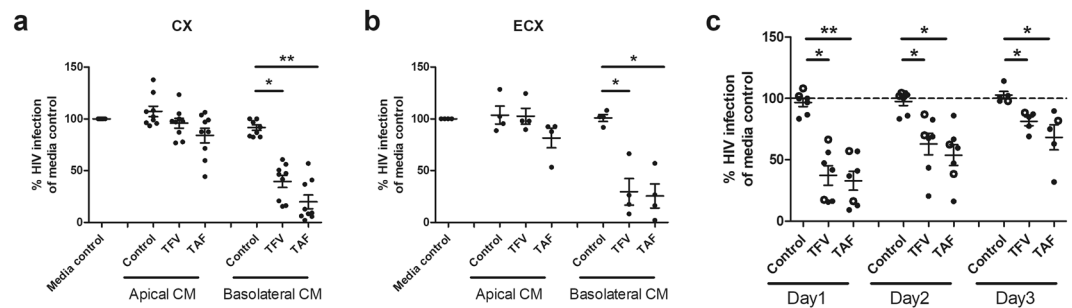 a
CX
% HIV infection
of media control
150
100
50
0
Media control
Control
TFV
TAF
Control
TFV
TAF
Apical CM
Basolateral CM
*
**
b
ECX
% HIV infection
of media control
150
100
50
0
Media control
Control
TFV
TAF
Control
TFV
TAF
Apical CM
Basolateral CM
*
*
c
% HIV infection
of media control
150
100
50
0
**
*
*
*
*
*
Control
TFV
TAF
Control
TFV
TAF
Control
TFV
TAF
Day1
Day2
Day3